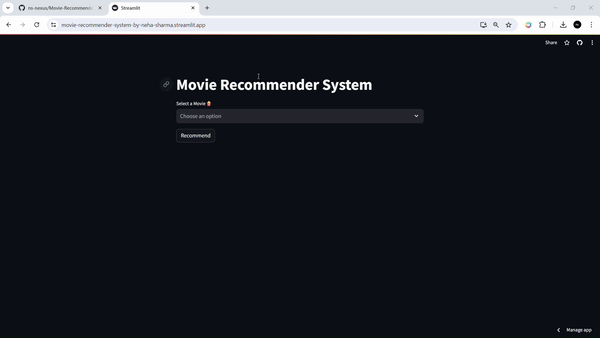 ns-nexus/Movie-Recommende
Streamlit
movie-recommender-system-by-neha-sharma.streamlit.app
Share
Movie Recommender System
Select a Movie 🍿
Choose an option
Recommend
Manage app